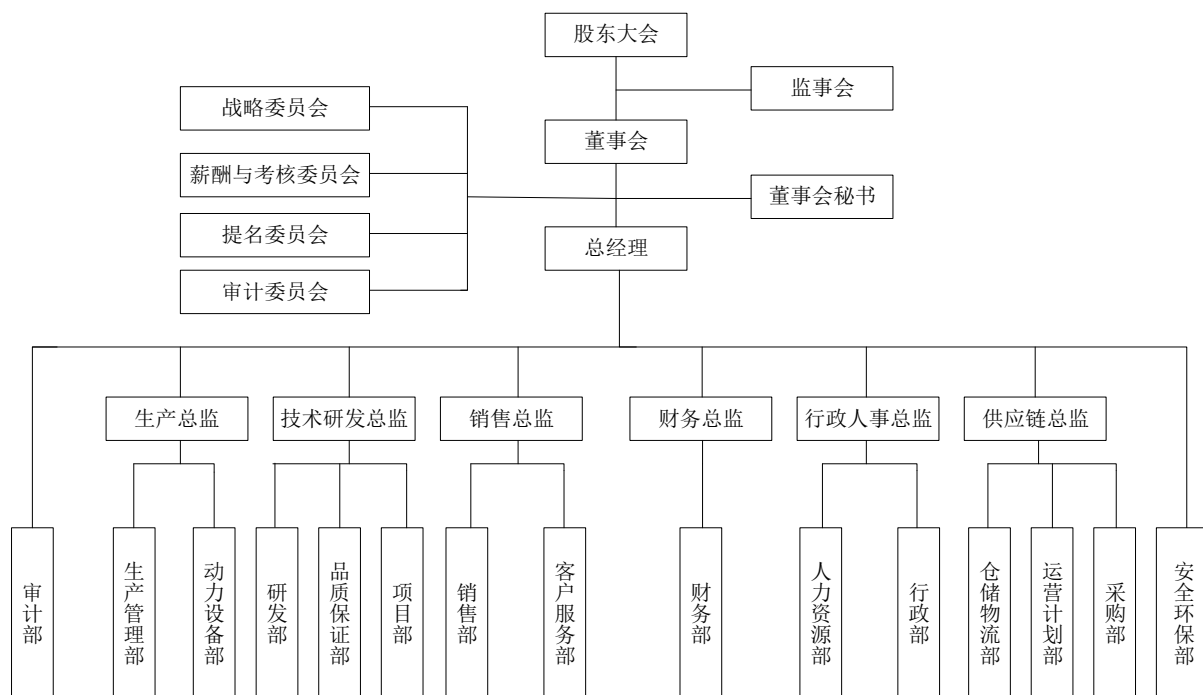 股东大会
监事会
战略委员会
董事会
薪酬与考核委员会
董事会秘书
提名委员会
总经理
审计委员会
生产总监
技术研发总监
销售总监
财务总监
行政人事总监
供应链总监
审计部
生产管理部
动力设备部
研发部
品质保证部
项目部
销售部
客户服务部
财务部
人力资源部
行政部
仓储物流部
运营计划部
采购部
安全环保部